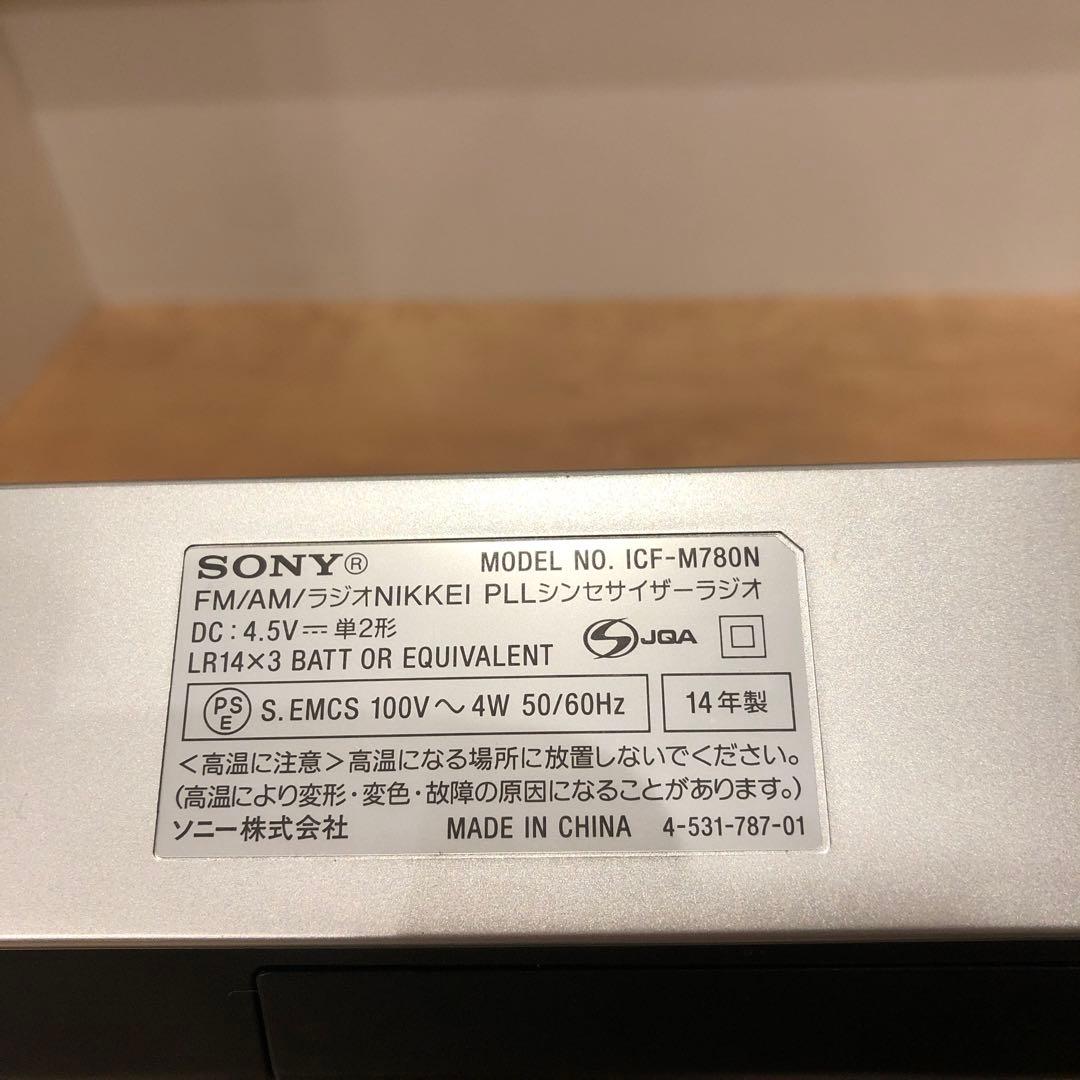 SONY® MODEL NO. ICF-M780N
FM/AM/ラジオNIKKEI PLLシンセサイザーラジオ
DC : 4.5V⎓ 単2形
LR14×3 BATT OR EQUIVALENT
S JQA
PSE S. EMCS 100V〜 4W 50/60Hz 14年製
<高温に注意>高温になる場所に放置しないでください。
(高温により変形・変色・故障の原因になることがあります。)
ソニー株式会社 MADE IN CHINA 4-531-787-01